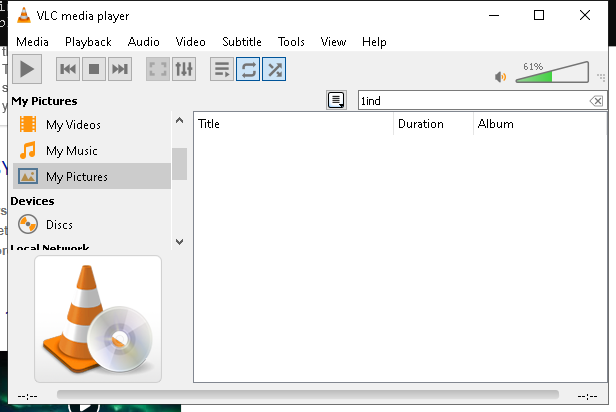 VLC media player
Media Playback Audio Video Subtitle Tools View Help
61%
My Pictures
1ind
My Videos
My Music
My Pictures
Devices
Discs
Local Network
Title Duration Album
--:-- --:--